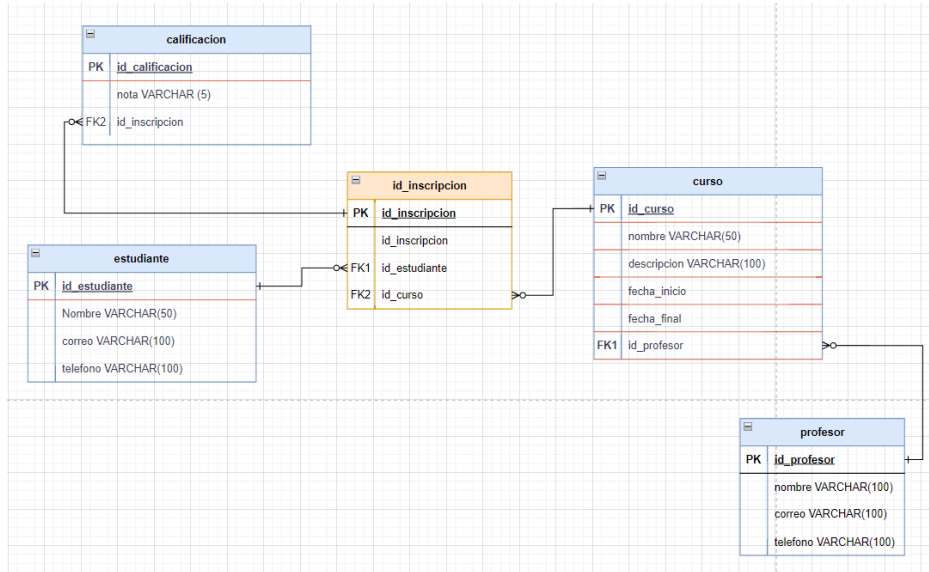 calificacion
PK id_calificacion
nota VARCHAR (5)
FK2 id_inscripcion
id_inscripcion
PK id_inscripcion
id_inscripcion
FK1 id_estudiante
FK2 id_curso
curso
PK id_curso
nombre VARCHAR(50)
descripcion VARCHAR(100)
fecha_inicio
fecha_final
FK1 id_profesor
estudiante
PK id_estudiante
Nombre VARCHAR(50)
correo VARCHAR(100)
telefono VARCHAR(100)
profesor
PK id_profesor
nombre VARCHAR(100)
correo VARCHAR(100)
telefono VARCHAR(100)